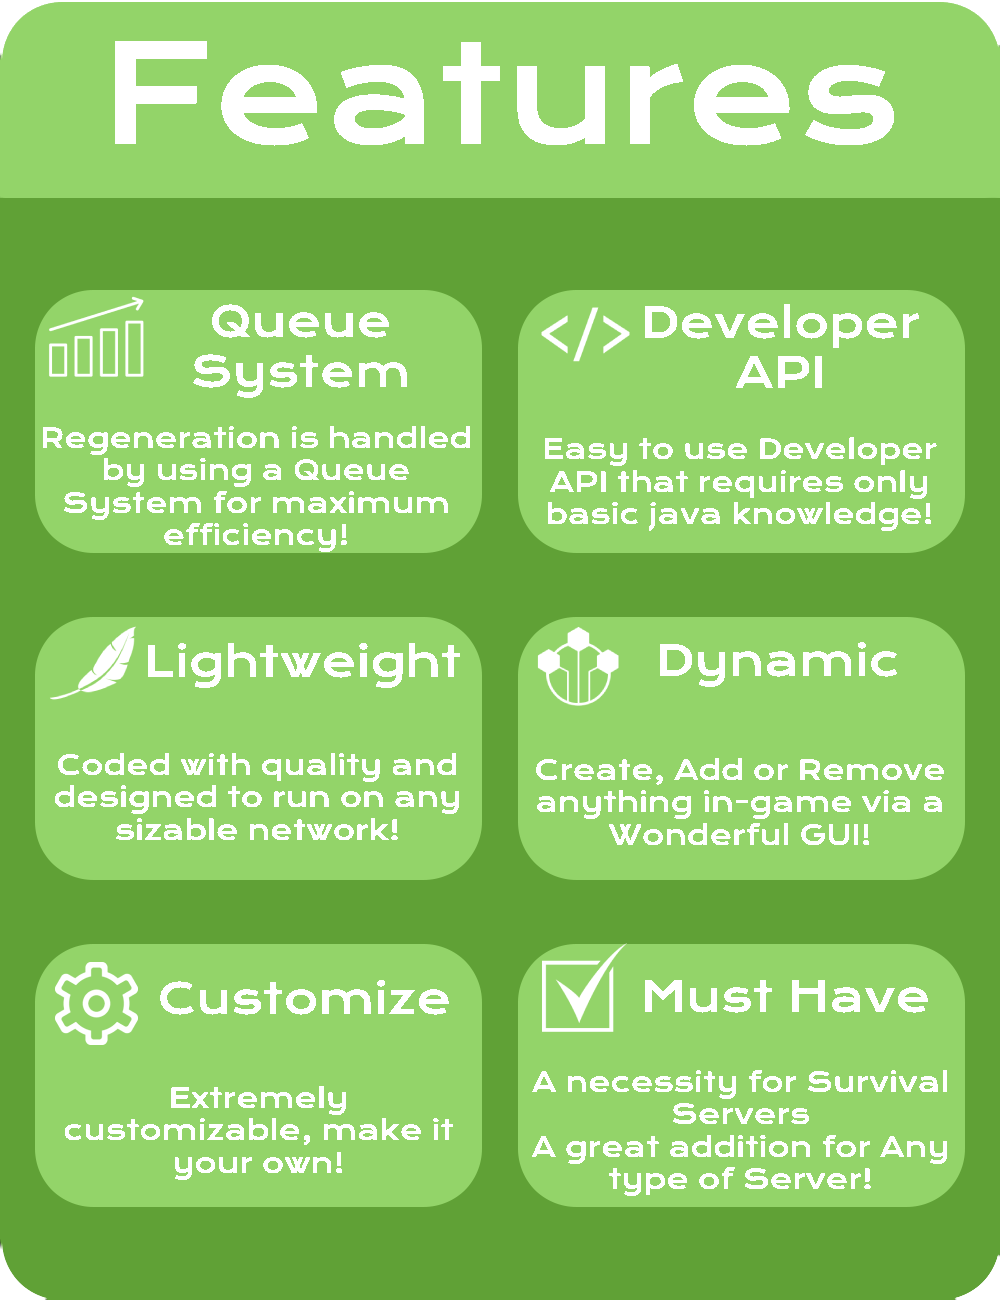 Features
Queue
System
Regeneration is handled
by using a Queue
System for maximum
efficiency!
</> Developer
API
Easy to use Developer
API that requires only
basic java knowledge!
Lightweight
Coded with quality and
designed to run on any
sizable network!
Dynamic
Create, Add or Remove
anything in-game via a
Wonderful GUI!
Customize
Extremely
customizable, make it
your own!
Must Have
A necessity for Survival
Servers
A great addition for Any
type of Server!